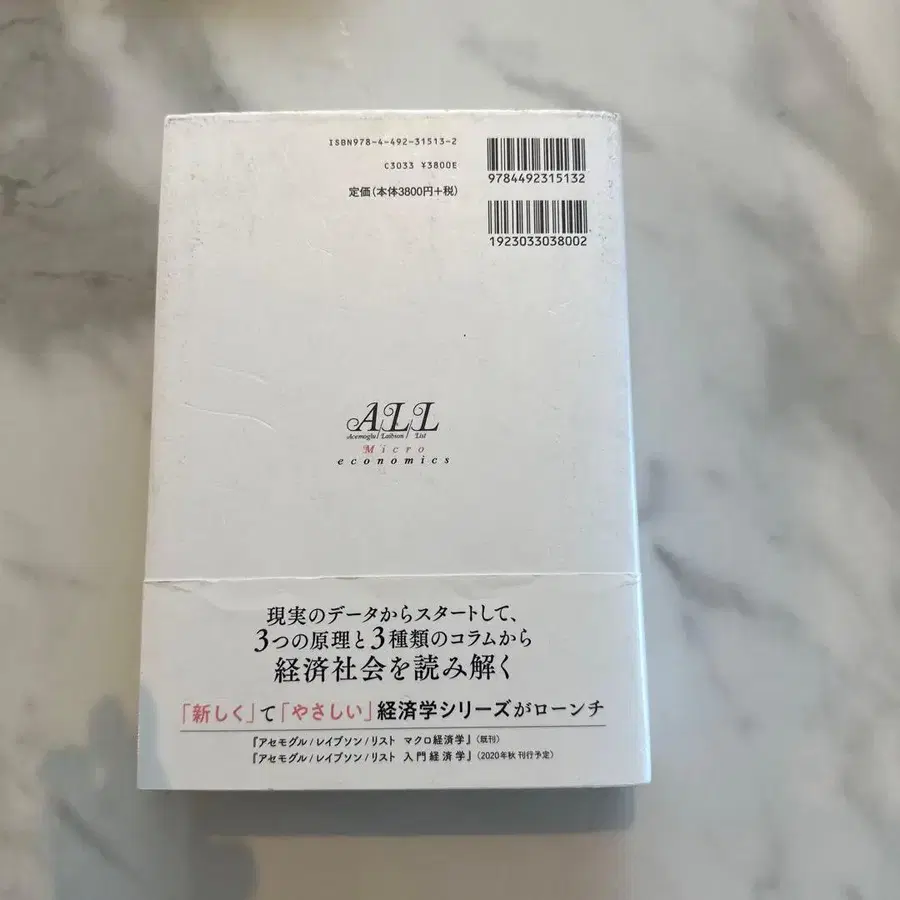 ISBN978-4-492-31513-2
C3033 ¥3800E
定価(本体3800円+税)
9784492315132
1923033038002
A/L/L
Acemoglu Laibson List
Micro
economics
現実のデータからスタートして、
3つの原理と3種類のコラムから
経済社会を読み解く
「新しく」て「やさしい」経済学シリーズがローンチ
『アセモグル/レイブソン/リスト マクロ経済学』(既刊)
『アセモグル/レイブソン/リスト 入門経済学』(2020年秋 刊行予定)